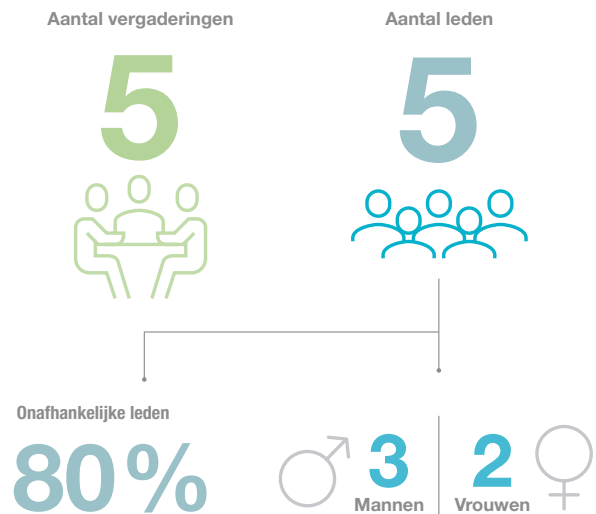 Aantal vergaderingen
5
Aantal leden
5
Onafhankelijke leden
80%
3
Mannen
2
Vrouwen